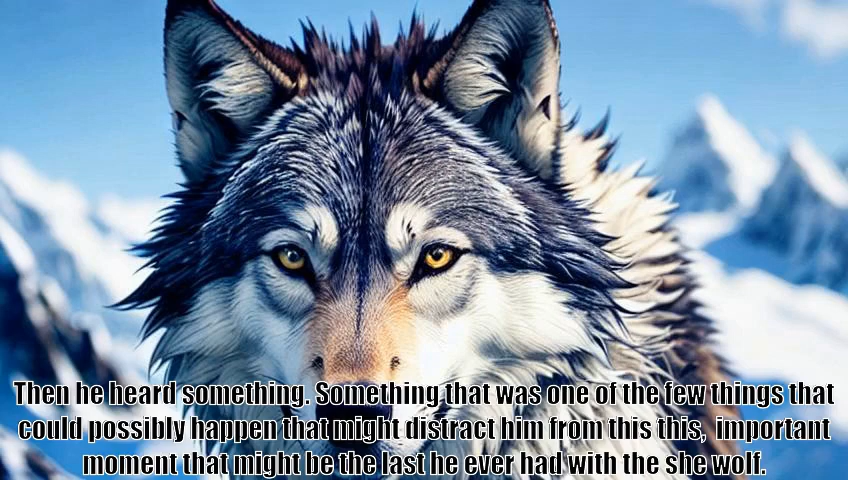 Then he heard something. Something that was one of the few things that
could possibly happen that might distract him from this this,  important
moment that might be the last he ever had with the she wolf.